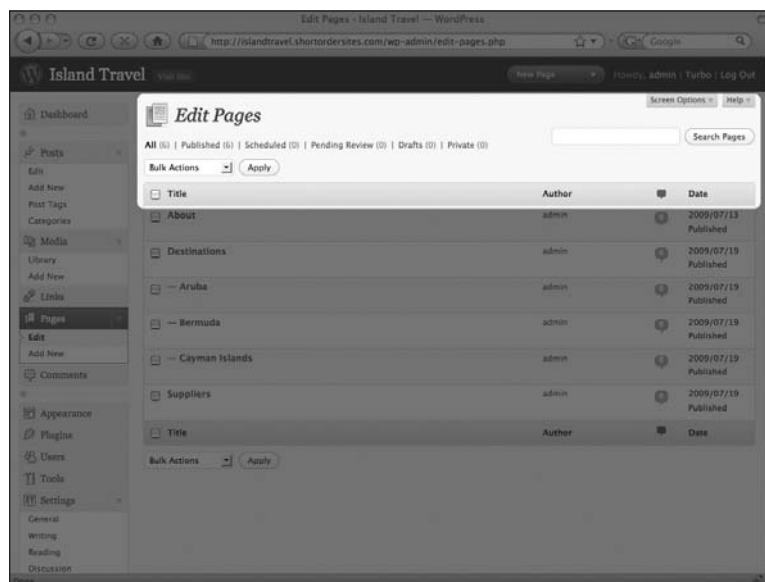 Edit Pages - Island Travel — WordPress
http://islandtravel.shortordersites.com/wp-admin/edit-pages.php
Google
Island Travel
Visit Site
New Page
Howdy, admin | Turbo | Log Out
Screen Options
Help
Edit Pages
Search Pages
All (6) | Published (6) | Scheduled (0) | Pending Review (0) | Drafts (0) | Private (0)
Bulk Actions
Apply
Title Author Date
About admin 2009/07/13
Published
Destinations admin 2009/07/19
Published
— Aruba admin 2009/07/19
Published
— Bermuda admin 2009/07/19
Published
— Cayman Islands admin 2009/07/19
Published
Suppliers admin 2009/07/19
Published
Title Author Date
Bulk Actions
Apply
Dashboard
Posts
Edit
Add New
Post Tags
Categories
Media
Library
Add New
Links
Pages
Edit
Add New
Comments
Appearance
Plugins
Users
Tools
Settings
General
Writing
Reading
Discussion